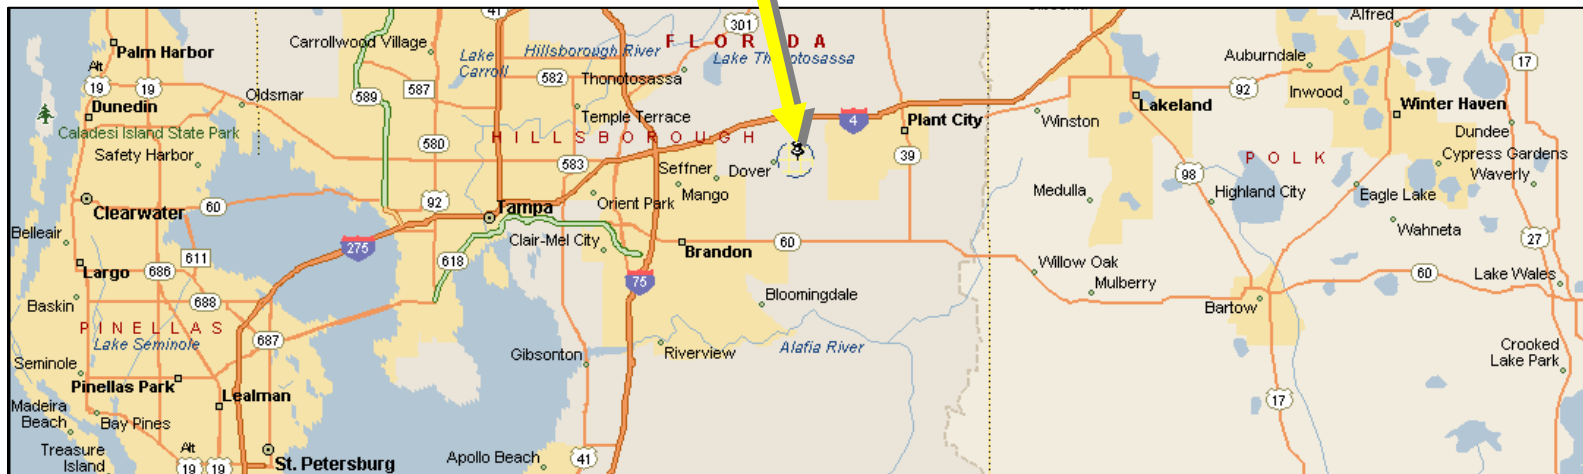 41
301
Alfred
Palm Harbor
Carrollwood Village
Lake
Carroll
Hillsborough River
FLORIDA
Auburndale
17
Alt
19
19
589
587
582
Thonotosassa
92
Inwood
Dunedin
Oldsmar
Temple Terrace
4
Plant City
Lakeland
Winston
Winter Haven
Dundee
Caladesi Island State Park
580
HILLSBOROUGH
Safety Harbor
583
Seffner
Dover
39
POLK
Cypress Gardens
98
Waverly
Clearwater
60
92
Tampa
Orient Park
Mango
Medulla
Highland City
Eagle Lake
Belleair
275
Clair-Mel City
Brandon
60
Wahneta
27
Largo
686
611
618
75
Willow Oak
Mulberry
60
Lake Wales
Baskin
688
Bloomingdale
Bartow
PINELLAS
Lake Seminole
687
Seminole
Gibsonton
Riverview
Alafia River
Crooked
Lake Park
Pinellas Park
Lealman
17
Madeira
Beach
Bay Pines
Treasure
Island
Alt
19
19
St. Petersburg
Apollo Beach
41